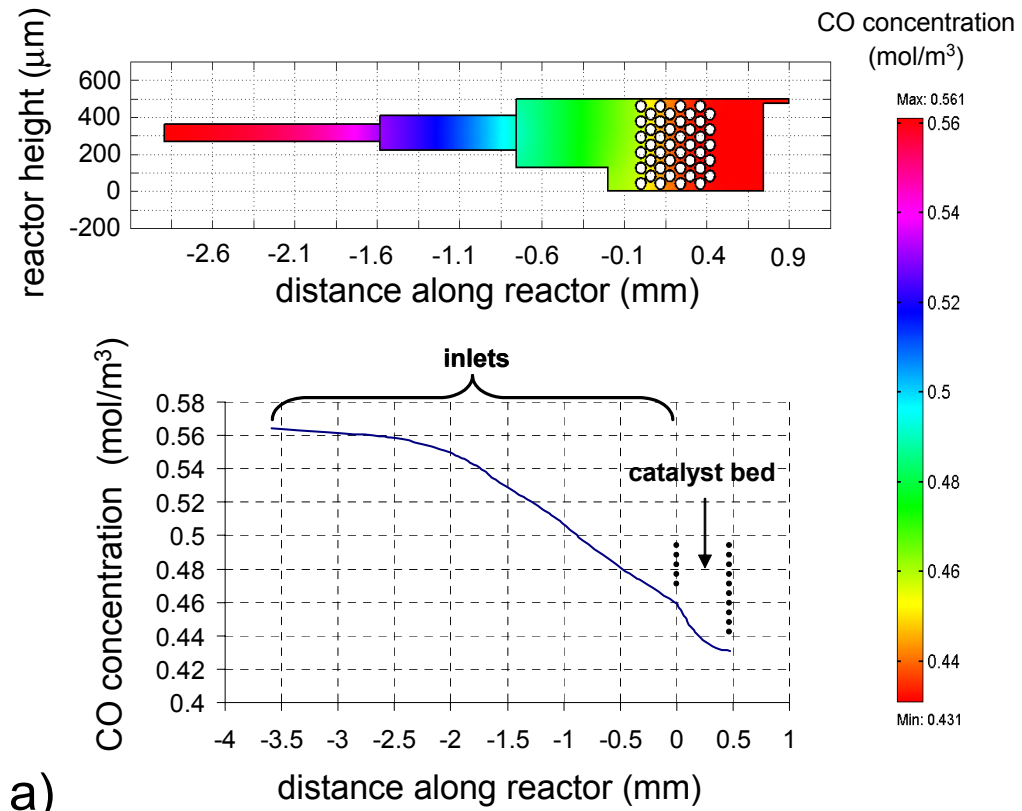 CO concentration
(mol/m³)
reactor height (μm)
600
400
200
0
-200
-2.6 -2.1 -1.6 -1.1 -0.6 -0.1 0.4 0.9
distance along reactor (mm)
Max: 0.561
0.56
0.54
0.52
0.5
0.48
0.46
0.44
Min: 0.431
inlets
CO concentration (mol/m³)
0.58
0.56
0.54
0.52
0.5
0.48
0.46
0.44
0.42
0.4
catalyst bed
-4 -3.5 -3 -2.5 -2 -1.5 -1 -0.5 0 0.5 1
distance along reactor (mm)
a)